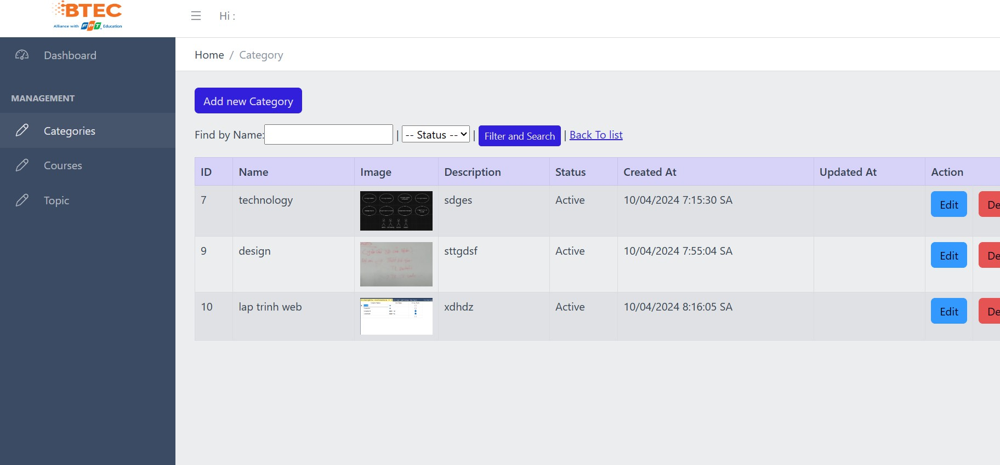 BTEC
Alliance with FPT Education
Hi :
Dashboard
MANAGEMENT
Categories
Courses
Topic
Home / Category
Add new Category
Find by Name: | -- Status -- | Filter and Search | Back To list
ID Name Image Description Status Created At Updated At Action
7 technology sdges Active 10/04/2024 7:15:30 SA Edit De
9 design sttgdsf Active 10/04/2024 7:55:04 SA Edit De
10 lap trinh web xdhdz Active 10/04/2024 8:16:05 SA Edit De